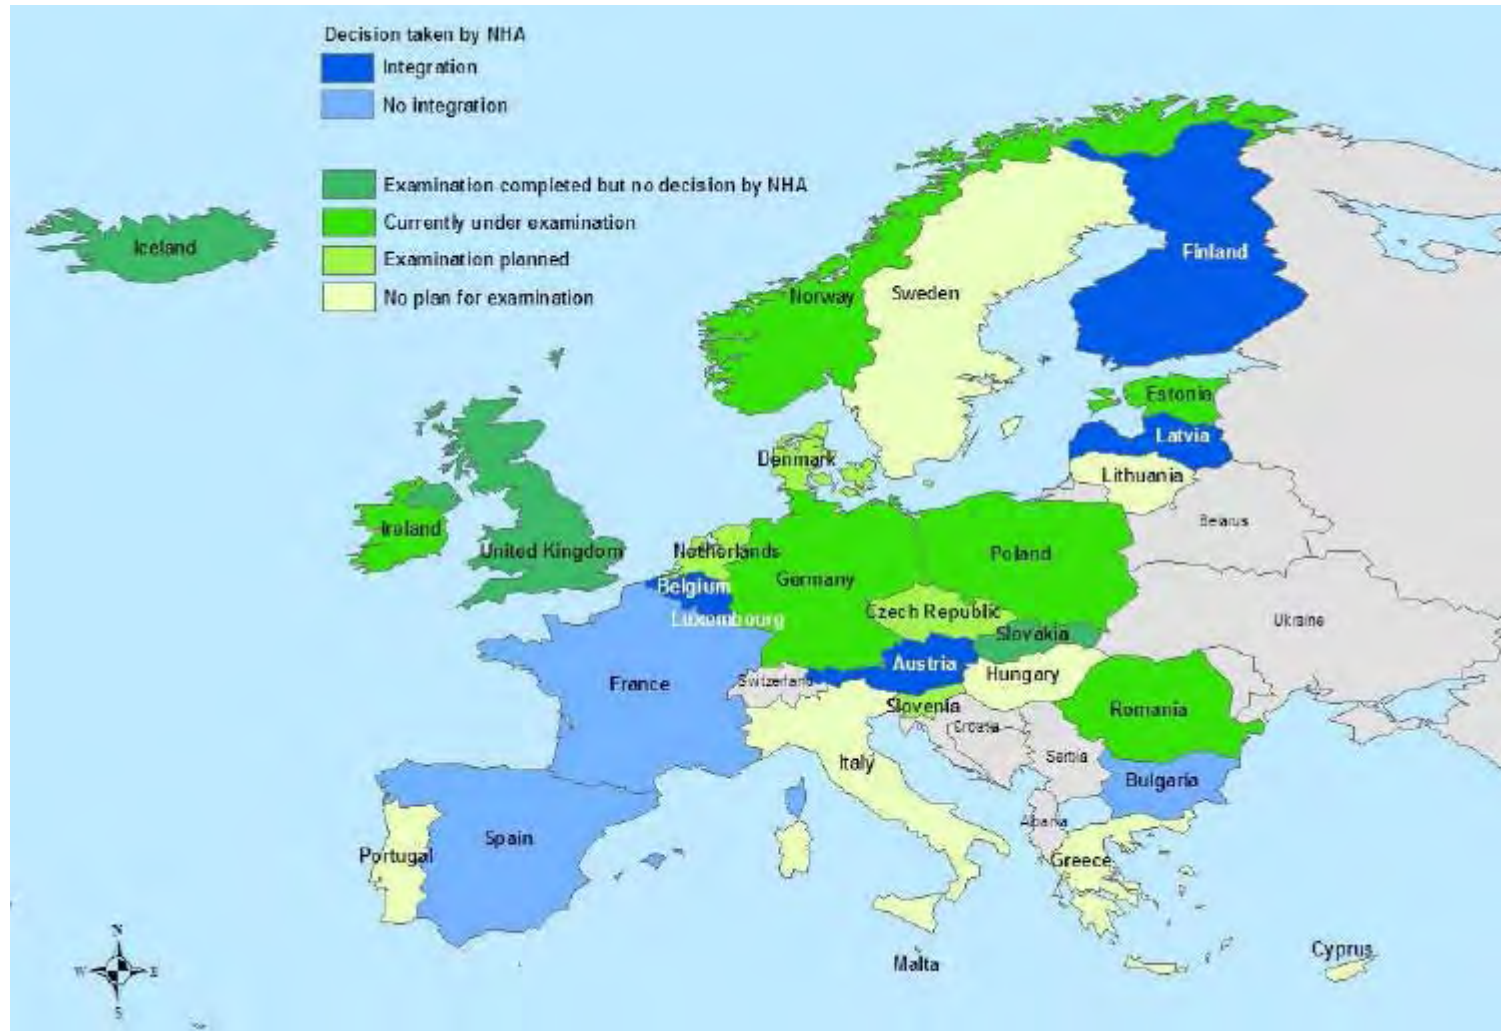 Decision taken by NHA
Integration
No integration
Examination completed but no decision by NHA
Currently under examination
Examination planned
No plan for examination
Iceland
Finland
Norway
Sweden
Estonia
Latvia
Denmark
Lithuania
Ireland
United Kingdom
Netherlands
Belarus
Poland
Germany
Belgium
Czech Republic
Luxembourg
Ukraine
Slovakia
Austria
Hungary
France
Switzerland
Slovenia
Romania
Croatia
Serbia
Italy
Bulgaria
Albania
Spain
Portugal
Greece
Malta
Cyprus
N
W E
S